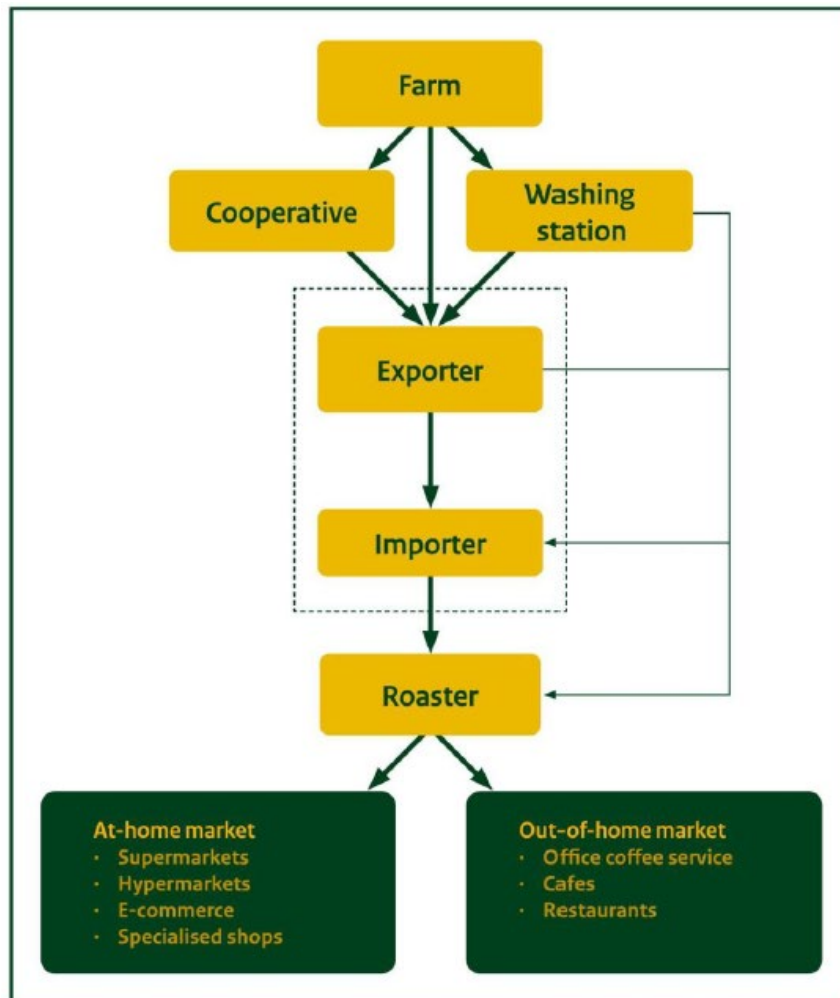 Farm
Cooperative
Washing
station
Exporter
Importer
Roaster
At-home market
· Supermarkets
· Hypermarkets
· E-commerce
· Specialised shops
Out-of-home market
· Office coffee service
· Cafes
· Restaurants